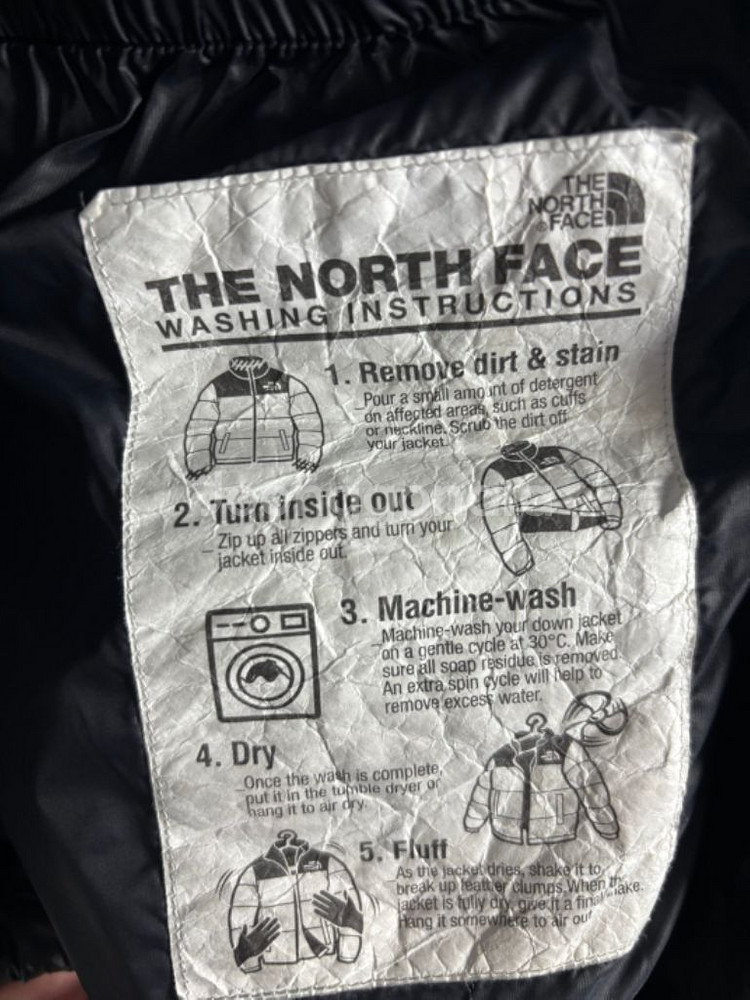 THE
NORTH
FACE
THE NORTH FACE
WASHING INSTRUCTIONS
1. Remove dirt & stain
Pour a small amount of detergent
on affected areas, such as cuffs
or neckline. Scrub the dirt off
your jacket.
2. Turn inside out
Zip up all zippers and turn your
jacket inside out.
3. Machine-wash
Machine-wash your down jacket
on a gentle cycle at 30°C. Make
sure all soap residue is removed.
An extra spin cycle will help to
remove excess water.
4. Dry
Once the wash is complete,
put it in the tumble dryer or
hang it to air dry.
5. Fluff
As the jacket dries, shake it to
break up feather clumps. When the
jacket is fully dry, give it a final
Hang it somewhere to air out